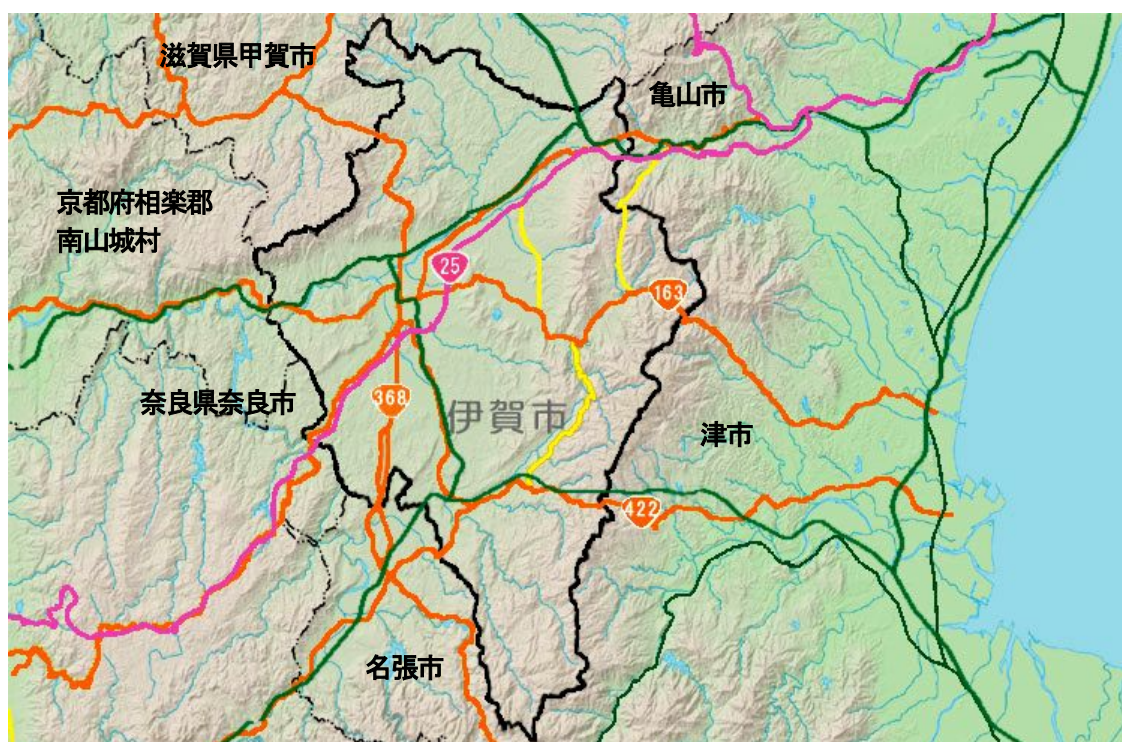 滋賀県甲賀市
亀山市
京都府相楽郡
南山城村
25
163
奈良県奈良市
368
伊賀市
津市
422
名張市